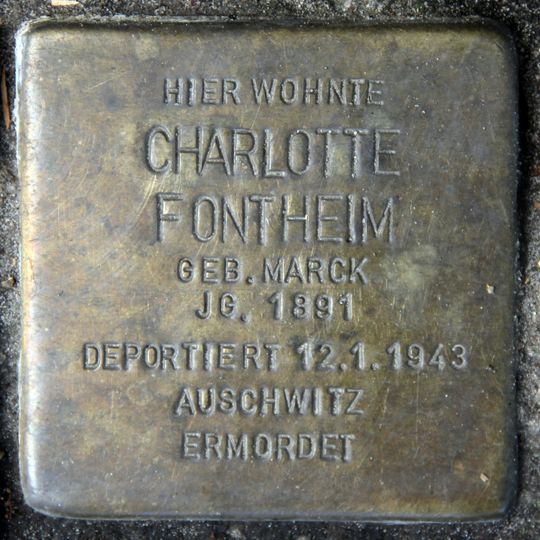 HIER WOHNTE
CHARLOTTE
FONTHEIM
GEB. MARCK
JG. 1891
DEPORTIERT 12.1.1943
AUSCHWITZ
ERMORDET